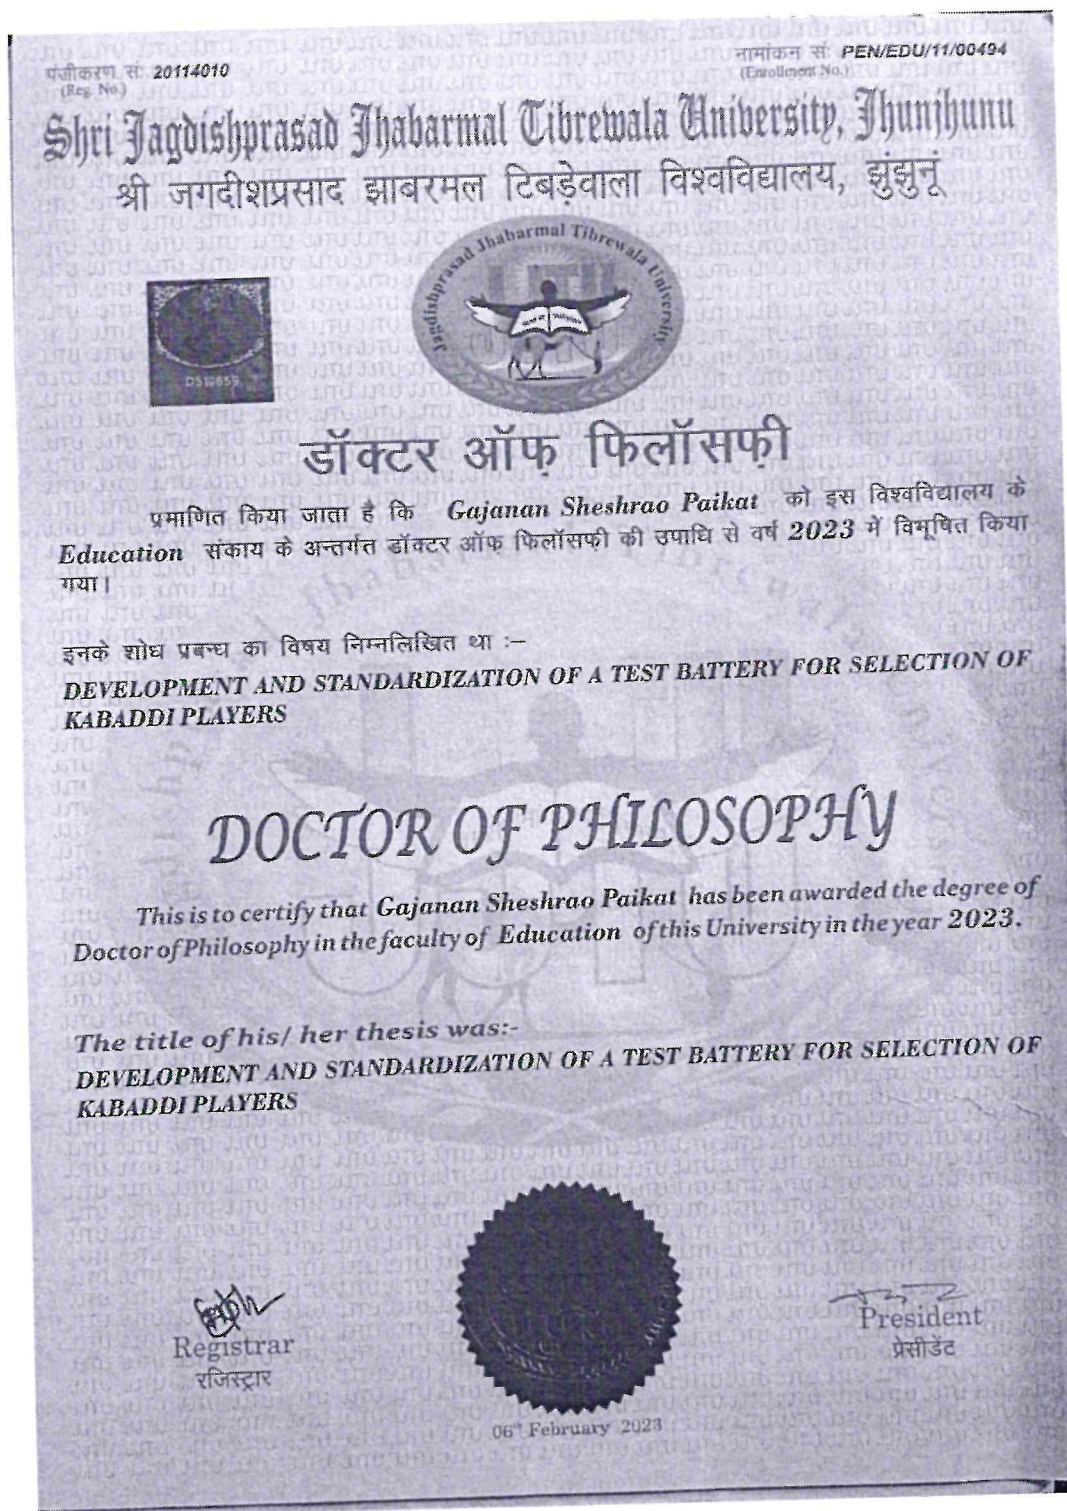 पंजीकरण सं: 20114010
(Reg. No.)
नामांकन सं: PEN/EDU/11/00494
(Enrollment No.)
Shri Jagdishprasad Jhabarmal Tibrewala University, Jhunjhunu
श्री जगदीशप्रसाद झाबरमल टिबड़ेवाला विश्वविद्यालय, झुंझुनूं
Jagdishprasad Jhabarmal Tibrewala University
डॉक्टर ऑफ़ फिलॉसफ़ी
प्रमाणित किया जाता है कि Gajanan Sheshrao Paikat को इस विश्वविद्यालय के
Education संकाय के अन्तर्गत डॉक्टर ऑफ़ फिलॉसफी की उपाधि से वर्ष 2023 में विभूषित किया
गया।
इनके शोध प्रबन्ध का विषय निम्नलिखित था :–
DEVELOPMENT AND STANDARDIZATION OF A TEST BATTERY FOR SELECTION OF
KABADDI PLAYERS
DOCTOR OF PHILOSOPHY
This is to certify that Gajanan Sheshrao Paikat has been awarded the degree of
Doctor of Philosophy in the faculty of Education of this University in the year 2023.
The title of his/ her thesis was:-
DEVELOPMENT AND STANDARDIZATION OF A TEST BATTERY FOR SELECTION OF
KABADDI PLAYERS
Registrar
रजिस्ट्रार
President
प्रेसीडेंट
06th February 2023